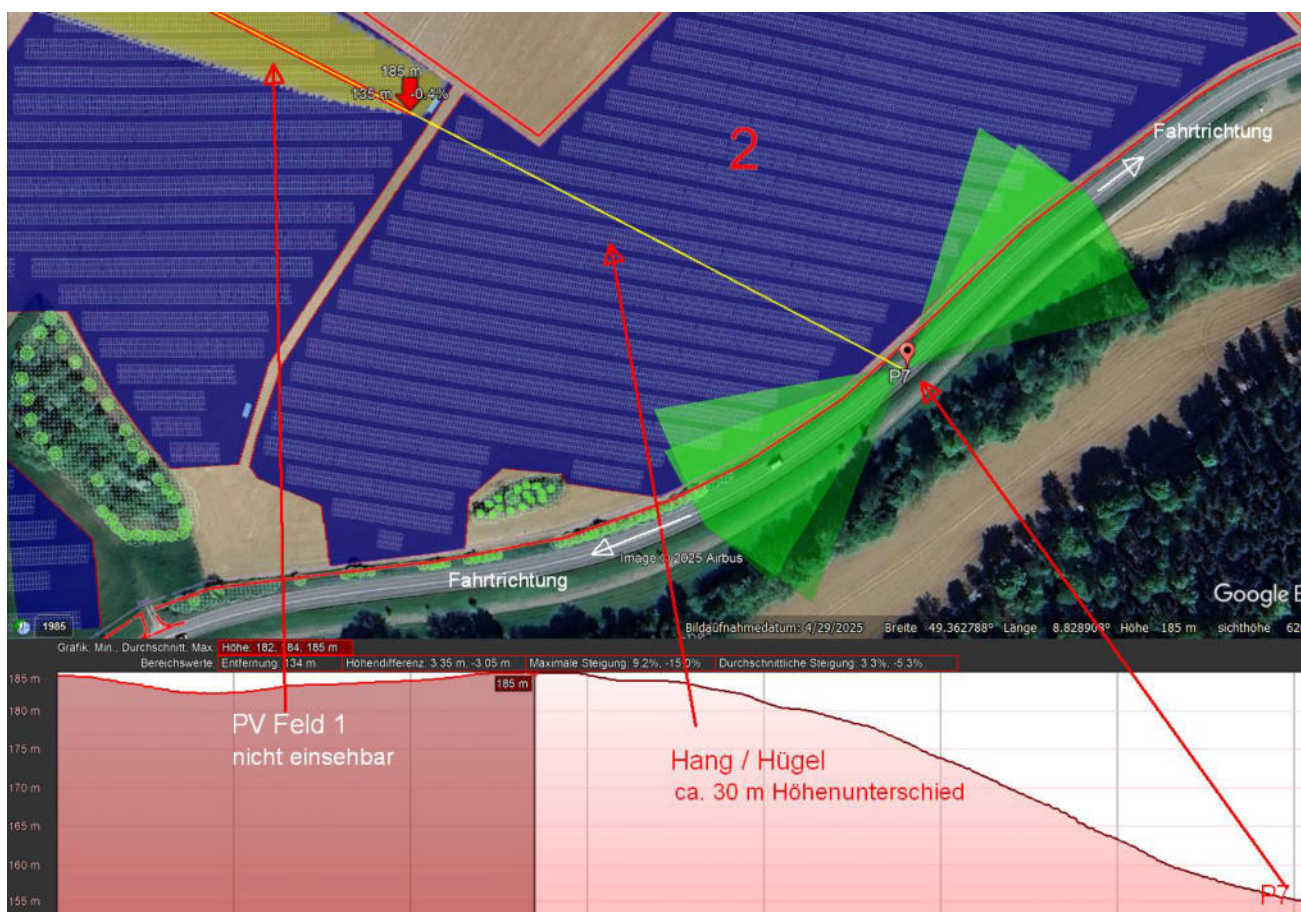 185 m
135 m -0.4%
2
Fahrtrichtung
P7
Image © 2025 Airbus
Fahrtrichtung
Google E
1985
Bildaufnahmedatum: 4/29/2025 Breite 49.362788° Länge 8.828908° Höhe 185 m sichthöhe 62
Grafik: Min., Durchschnitt, Max. Höhe: 182, 184, 185 m
Bereichswerte: Entfernung: 134 m Höhendifferenz: 3.35 m, -3.05 m Maximale Steigung: 9.2%, Durchschnittliche Steigung: 3.3%, -5.3%
185 m
185 m
180 m
175 m
170 m
165 m
160 m
155 m
PV Feld 1
nicht einsehbar
Hang / Hügel
ca. 30 m Höhenunterschied
P7